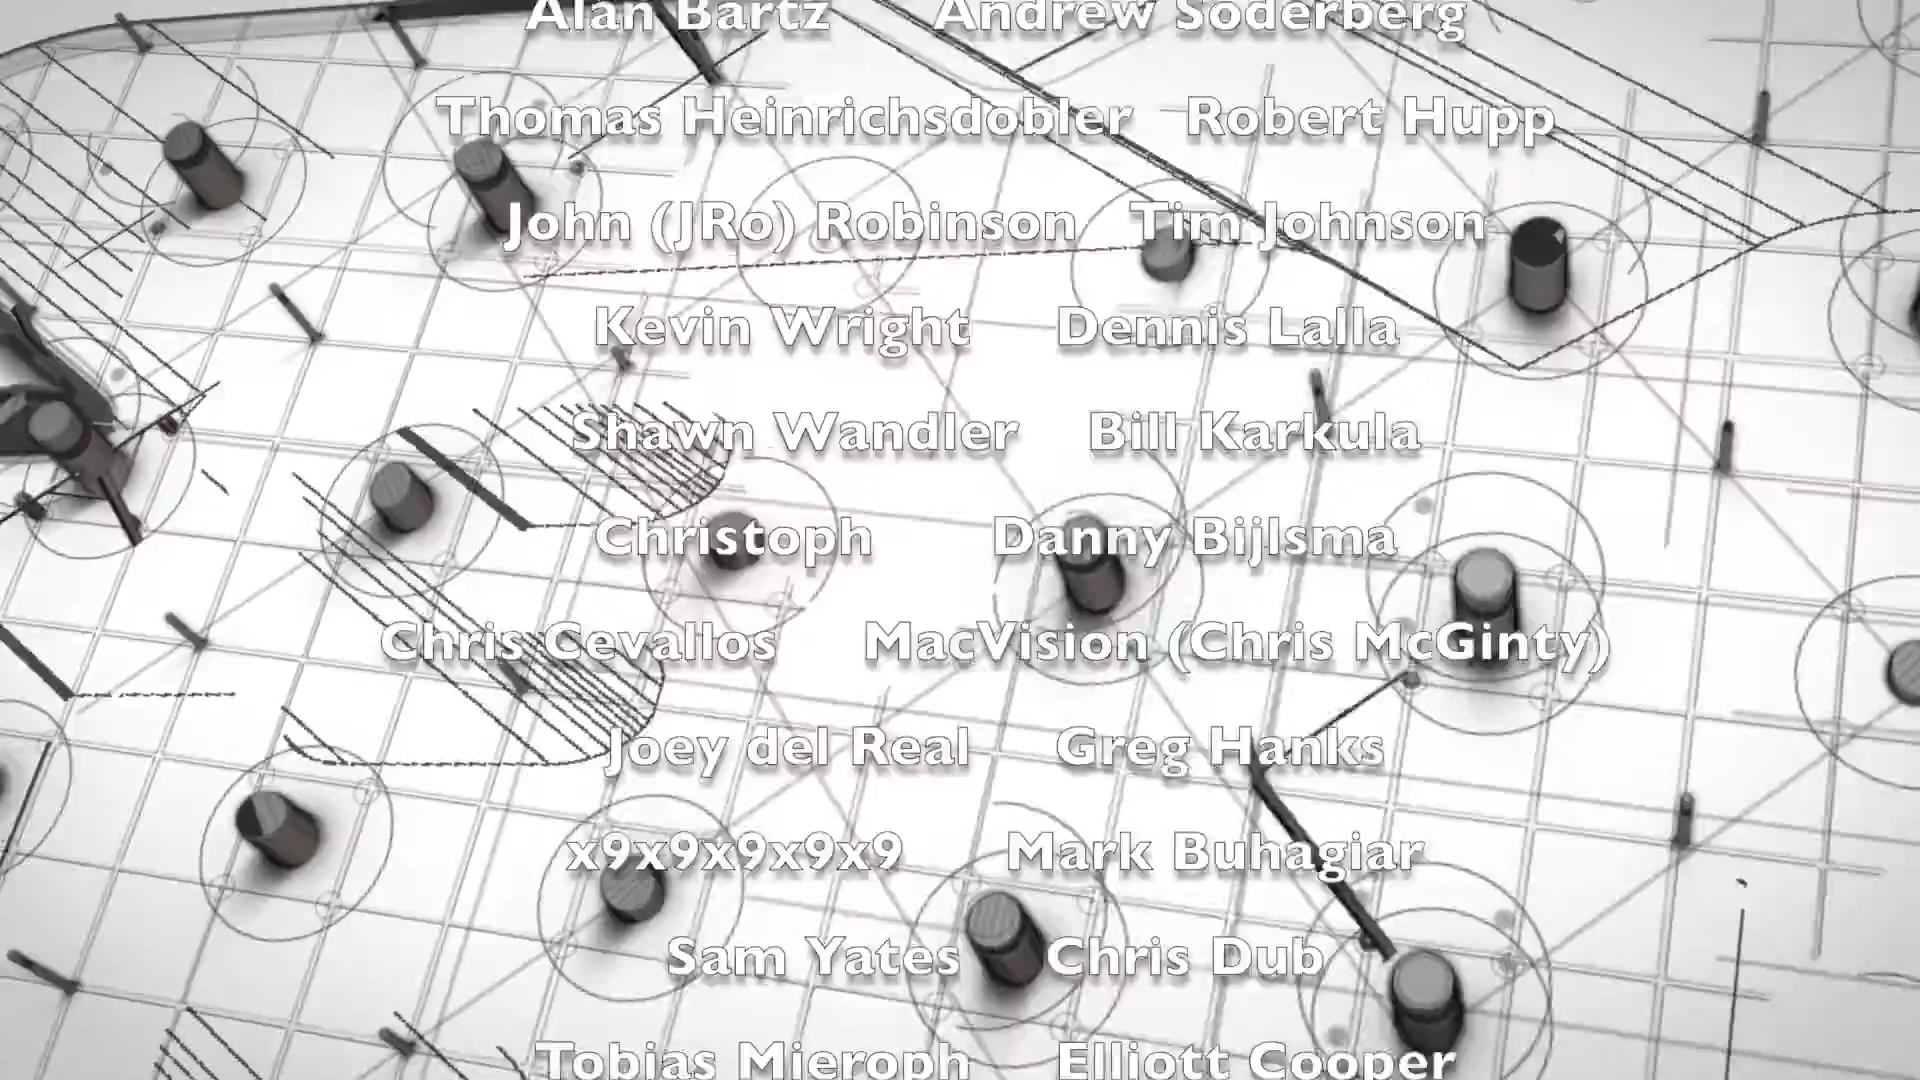 Alan Bartz Andrew Soderberg
Thomas Heinrichsdobler Robert Hupp
John (JRo) Robinson Tim Johnson
Kevin Wright Dennis Lalla
Shawn Wandler Bill Karkula
Christoph Danny Bijlsma
Chris Cevallos MacVision (Chris McGinty)
Joey del Real Greg Hanks
x9x9x9x9x9 Mark Buhagiar
Sam Yates Chris Dub
Tobias Mieroph Elliott Cooper